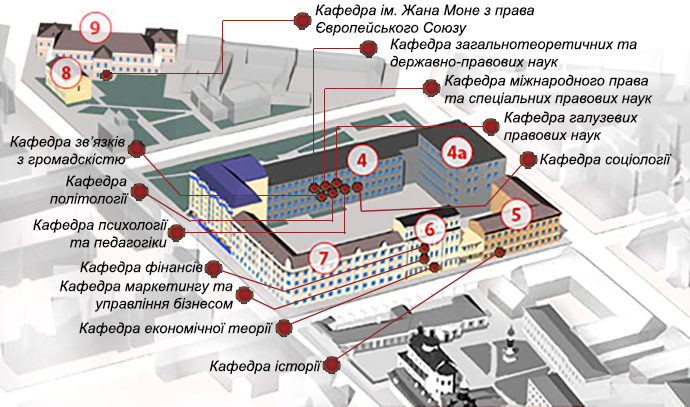 Кафедра ім. Жана Моне з права
Європейського Союзу
Кафедра загальнотеоретичних та
державно-правових наук
Кафедра міжнародного права
та спеціальних правових наук
Кафедра галузевих
правових наук
Кафедра соціології
Кафедра зв'язків
з громадскістю
Кафедра
політології
Кафедра психології
та педагогіки
Кафедра фінансів
Кафедра маркетингу та
управління бізнесом
Кафедра економічної теорії
Кафедра історії
9
8
4
4а
5
6
7